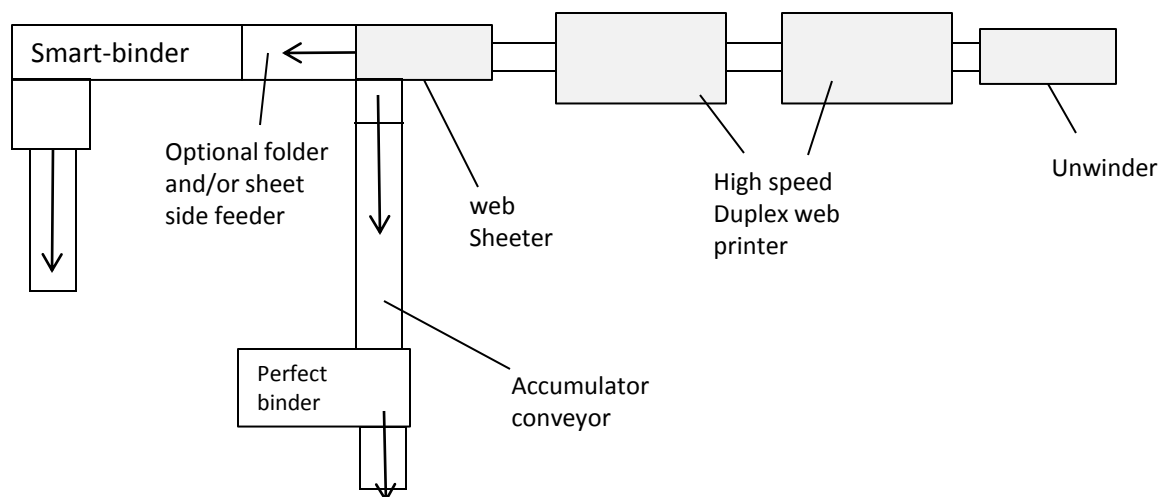 Smart-binder
Optional folder
and/or sheet
side feeder
web
Sheeter
High speed
Duplex web
printer
Unwinder
Perfect
binder
Accumulator
conveyor